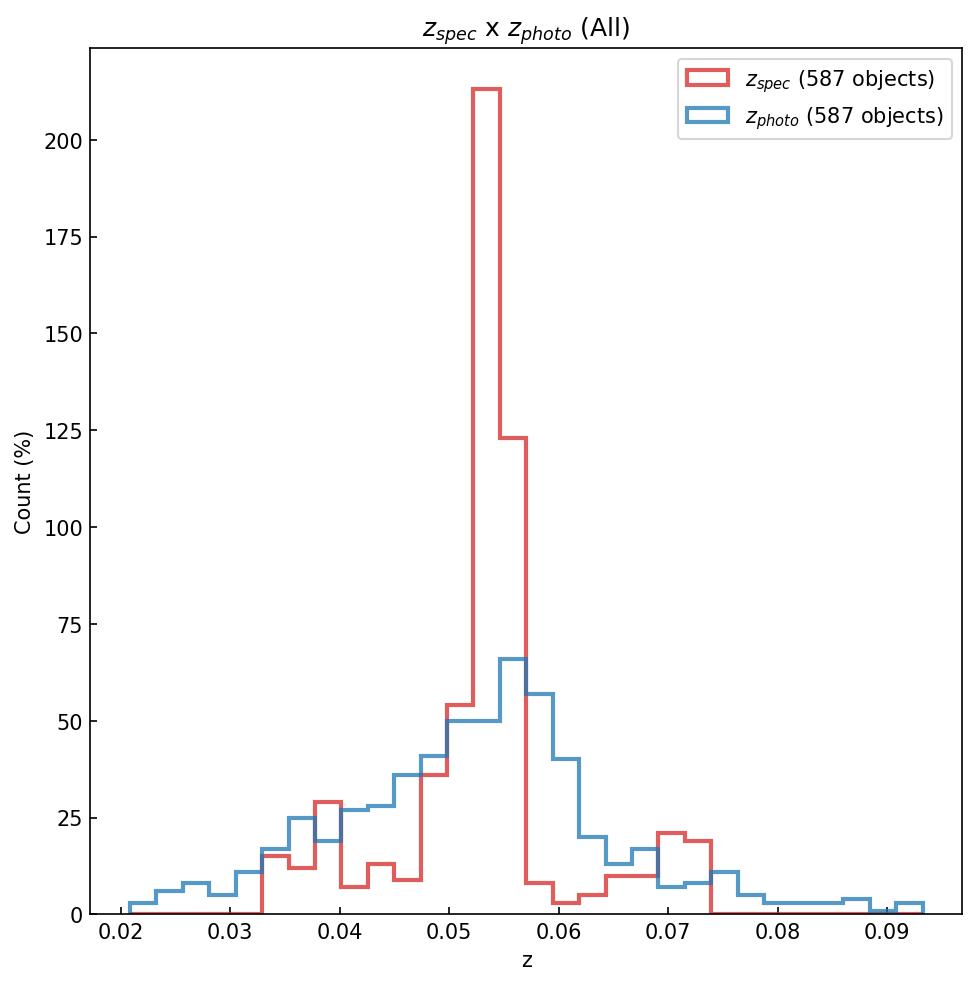 z_spec x z_photo (All)
z_spec (587 objects)
z_photo (587 objects)
Count (%)
200
175
150
125
100
75
50
25
0
0.02 0.03 0.04 0.05 0.06 0.07 0.08 0.09
z